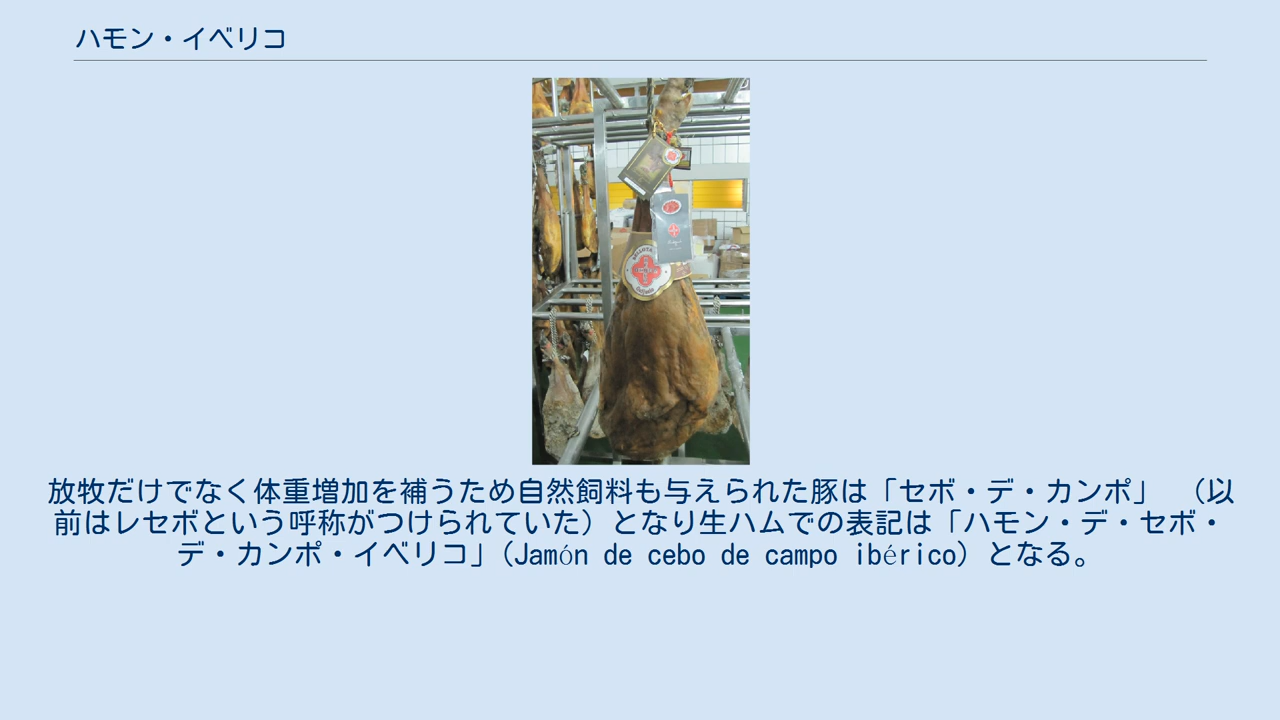 ハモン・イベリコ
BELLOTA
放牧だけでなく体重増加を補うため自然飼料も与えられた豚は「セボ・デ・カンポ」　（以
前はレセボという呼称がつけられていた）となり生ハムでの表記は「ハモン・デ・セボ・
デ・カンポ・イベリコ」（Jamón de cebo de campo ibérico）となる。